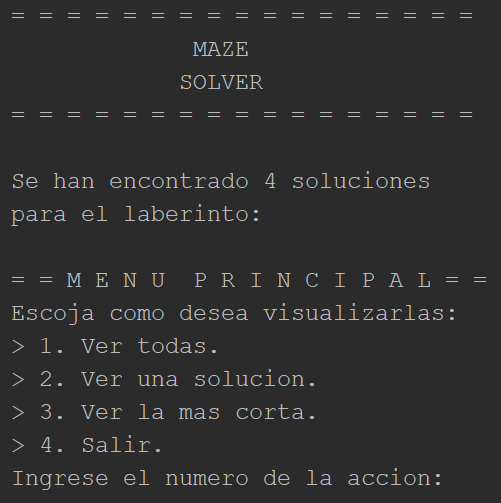 = = = = = = = = = = = = = = = = =
MAZE
SOLVER
= = = = = = = = = = = = = = = = =
Se han encontrado 4 soluciones
para el laberinto:
= = M E N U  P R I N C I P A L = =
Escoja como desea visualizarlas:
> 1. Ver todas.
> 2. Ver una solucion.
> 3. Ver la mas corta.
> 4. Salir.
Ingrese el numero de la accion: